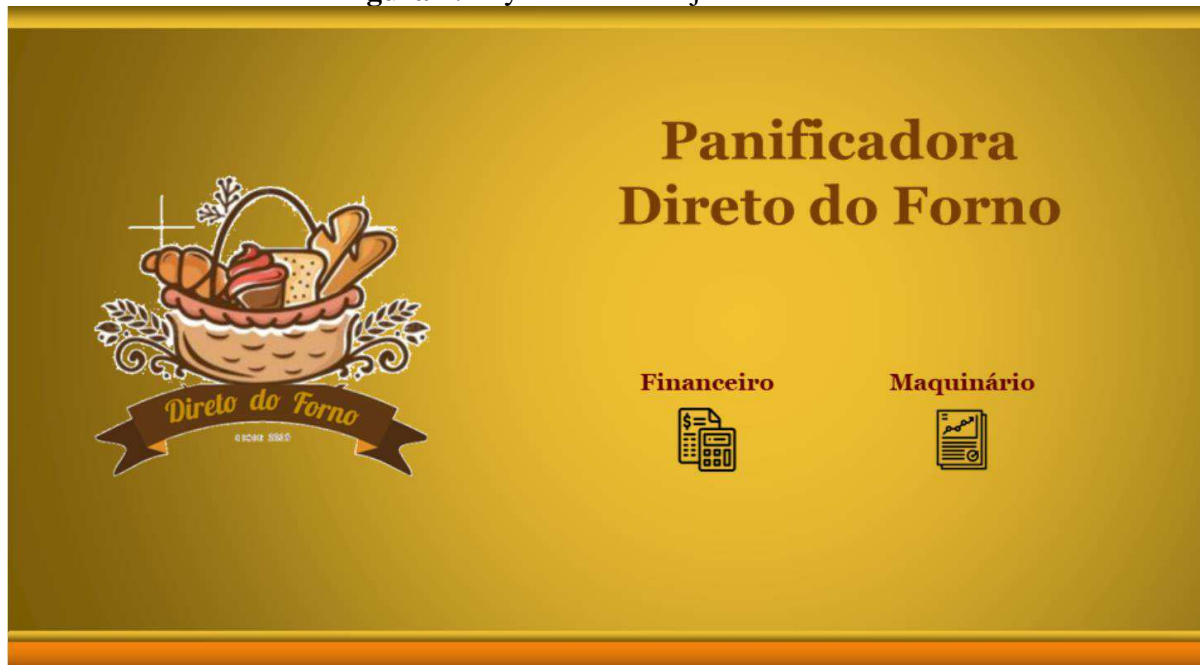 Panificadora
Direto do Forno
Direto do Forno
Financeiro
Maquinário
$=